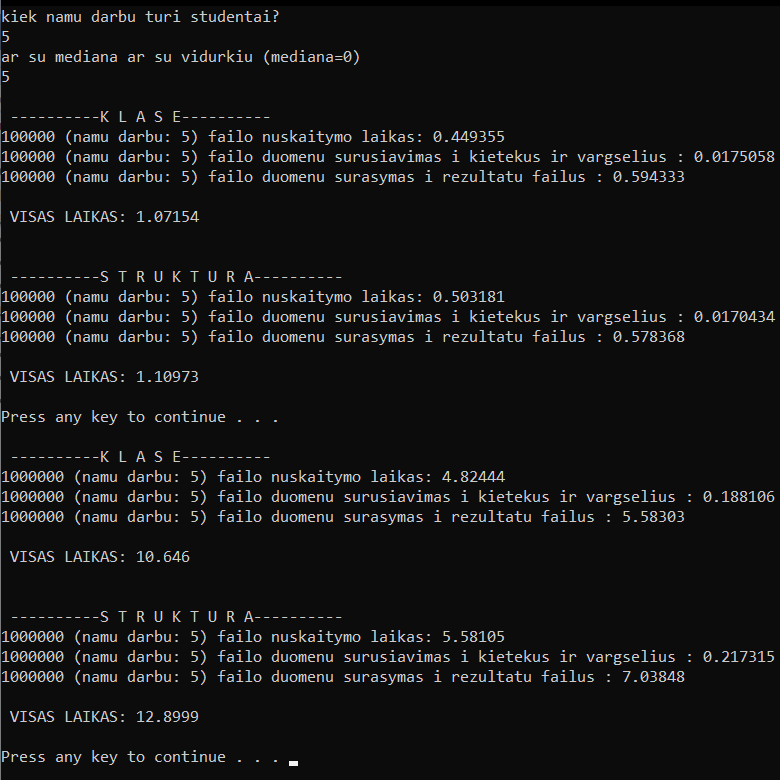 kiek namu darbu turi studentai?
5
ar su mediana ar su vidurkiu (mediana=0)
5
----------K L A S E----------
100000 (namu darbu: 5) failo nuskaitymo laikas: 0.449355
100000 (namu darbu: 5) failo duomenu surusiavimas i kietekus ir vargselius : 0.0175058
100000 (namu darbu: 5) failo duomenu surasymas i rezultatu failus : 0.594333
VISAS LAIKAS: 1.07154
----------S T R U K T U R A----------
100000 (namu darbu: 5) failo nuskaitymo laikas: 0.503181
100000 (namu darbu: 5) failo duomenu surusiavimas i kietekus ir vargselius : 0.0170434
100000 (namu darbu: 5) failo duomenu surasymas i rezultatu failus : 0.578368
VISAS LAIKAS: 1.10973
Press any key to continue . . .
----------K L A S E----------
1000000 (namu darbu: 5) failo nuskaitymo laikas: 4.82444
1000000 (namu darbu: 5) failo duomenu surusiavimas i kietekus ir vargselius : 0.188106
1000000 (namu darbu: 5) failo duomenu surasymas i rezultatu failus : 5.58303
VISAS LAIKAS: 10.646
----------S T R U K T U R A----------
1000000 (namu darbu: 5) failo nuskaitymo laikas: 5.58105
1000000 (namu darbu: 5) failo duomenu surusiavimas i kietekus ir vargselius : 0.217315
1000000 (namu darbu: 5) failo duomenu surasymas i rezultatu failus : 7.03848
VISAS LAIKAS: 12.8999
Press any key to continue . . .